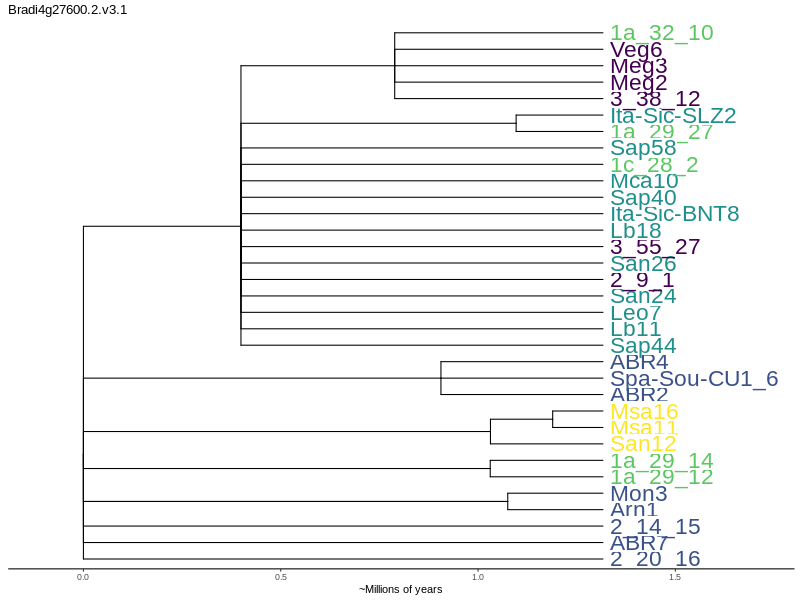 Bradi4g27600.2.v3.1
1a_32_10
Veg6
Meg3
Meg2
3_38_12
Ita-Sic-SLZ2
1a_29_27
Sap58
1c_28_2
Mca10
Sap40
Ita-Sic-BNT8
Lb18
3_55_27
San26
2_9_1
San24
Leo7
Lb11
Sap44
ABR4
Spa-Sou-CU1_6
ABR2
Msa16
Msa11
San12
1a_29_14
1a_29_12
Mon3
Arn1
2_14_15
ABR7
2_20_16
0.0 0.5 1.0 1.5
~Millions of years